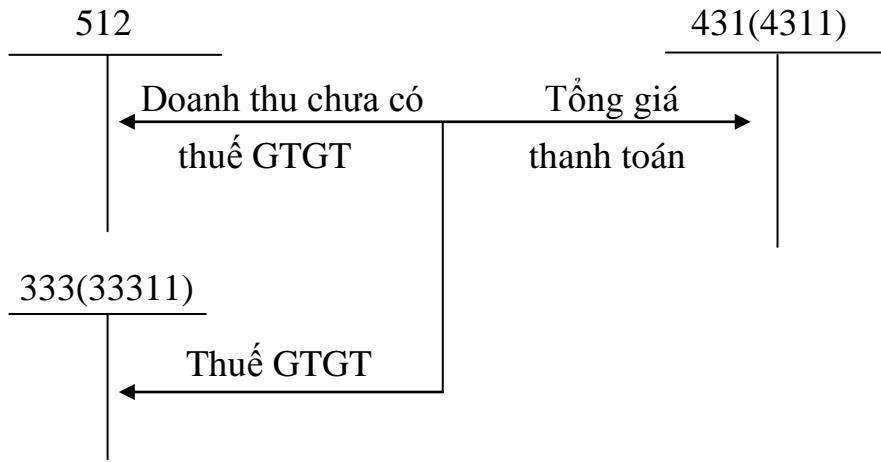 512
431(4311)
Doanh thu chưa có
thuế GTGT
Tổng giá
thanh toán
333(33311)
Thuế GTGT